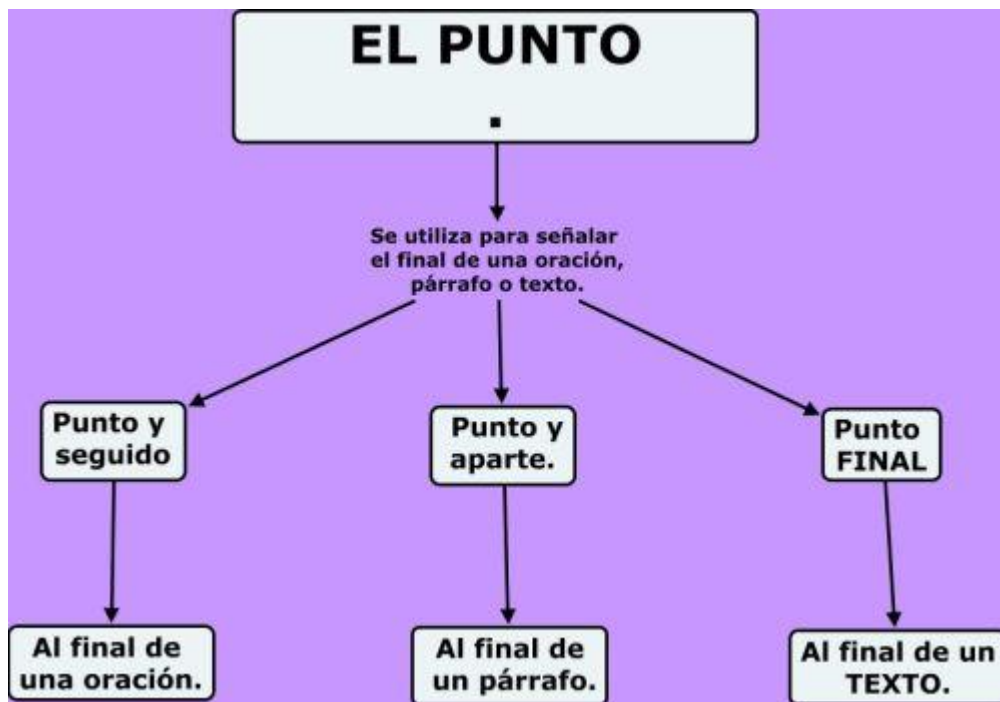 EL PUNTO
.
Se utiliza para señalar
el final de una oración,
párrafo o texto.
Punto y
seguido
Punto y
aparte.
Punto
FINAL
Al final de
una oración.
Al final de
un párrafo.
Al final de un
TEXTO.